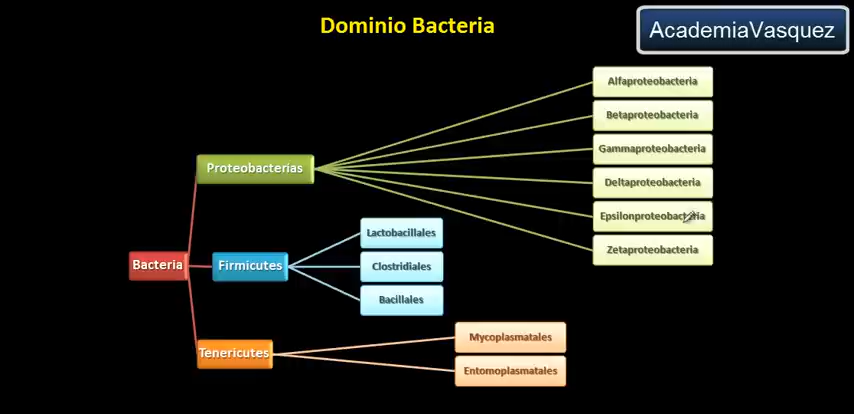 Dominio Bacteria
AcademiaVasquez
Bacteria
Proteobacterias
Alfaproteobacteria
Betaproteobacteria
Gammaproteobacteria
Deltaproteobacteria
Epsilonproteobacteria
Zetaproteobacteria
Firmicutes
Lactobacillales
Clostridiales
Bacillales
Tenericutes
Mycoplasmatales
Entomoplasmatales